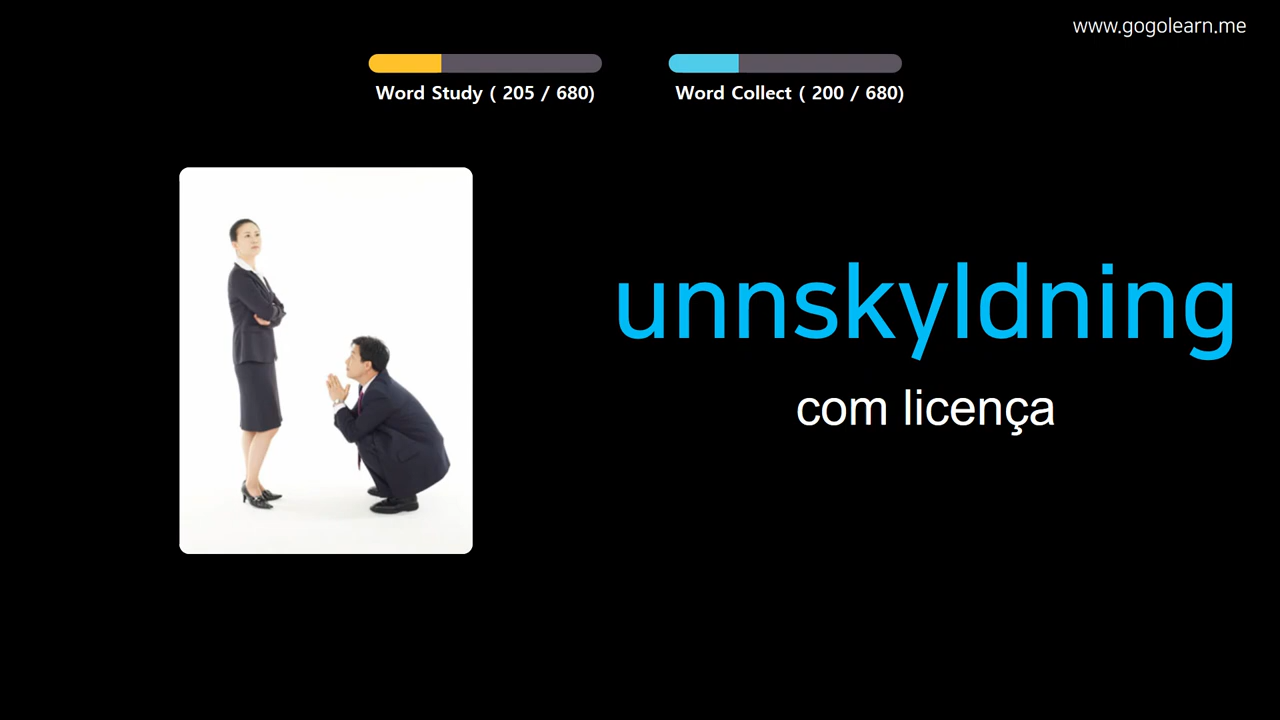 www.gogolearn.me
Word Study ( 205 / 680)
Word Collect ( 200 / 680)
unnskyldning
com licença